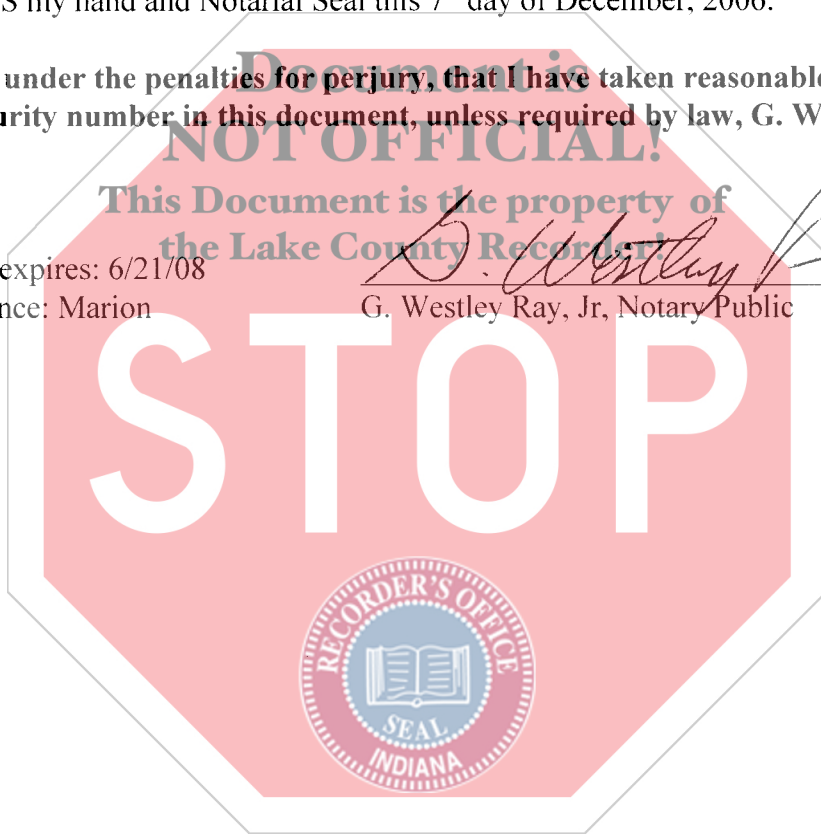 S my hand and Notarial Seal this 7 day of December, 2006.
Document is
under the penalties for perjury, that I have taken reasonable
urity number in this document, unless required by law, G. W
NOT OFFICIAL!
This Document is the property of
the Lake County Recorder!
expires: 6/21/08
G. Westley
nce: Marion
G. Westley Ray, Jr, Notary Public
STOP
RECORDER'S OFFICE
SEAL
INDIANA